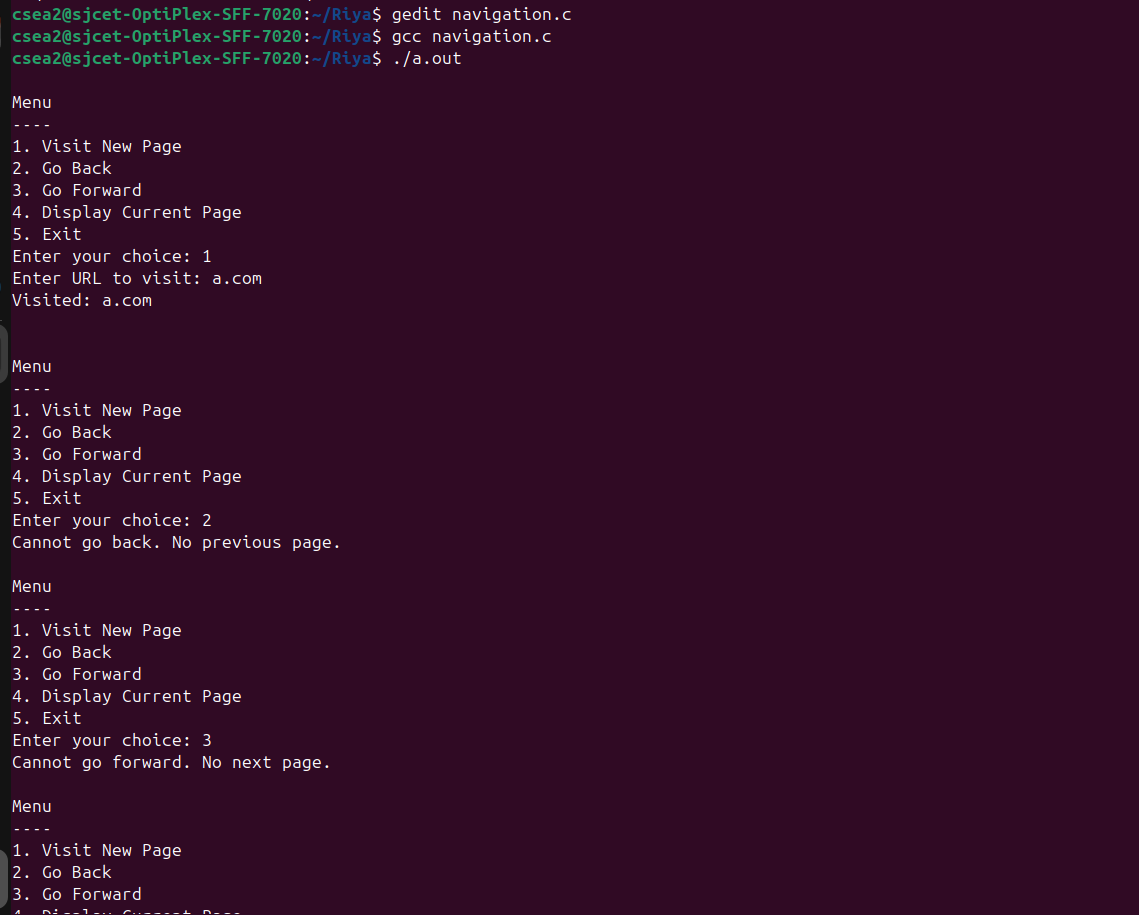 csea2@sjcet-OptiPlex-SFF-7020:~/Riya$ gedit navigation.c
csea2@sjcet-OptiPlex-SFF-7020:~/Riya$ gcc navigation.c
csea2@sjcet-OptiPlex-SFF-7020:~/Riya$ ./a.out
Menu
----
1. Visit New Page
2. Go Back
3. Go Forward
4. Display Current Page
5. Exit
Enter your choice: 1
Enter URL to visit: a.com
Visited: a.com
Menu
----
1. Visit New Page
2. Go Back
3. Go Forward
4. Display Current Page
5. Exit
Enter your choice: 2
Cannot go back. No previous page.
Menu
----
1. Visit New Page
2. Go Back
3. Go Forward
4. Display Current Page
5. Exit
Enter your choice: 3
Cannot go forward. No next page.
Menu
----
1. Visit New Page
2. Go Back
3. Go Forward
4. Display Current Page